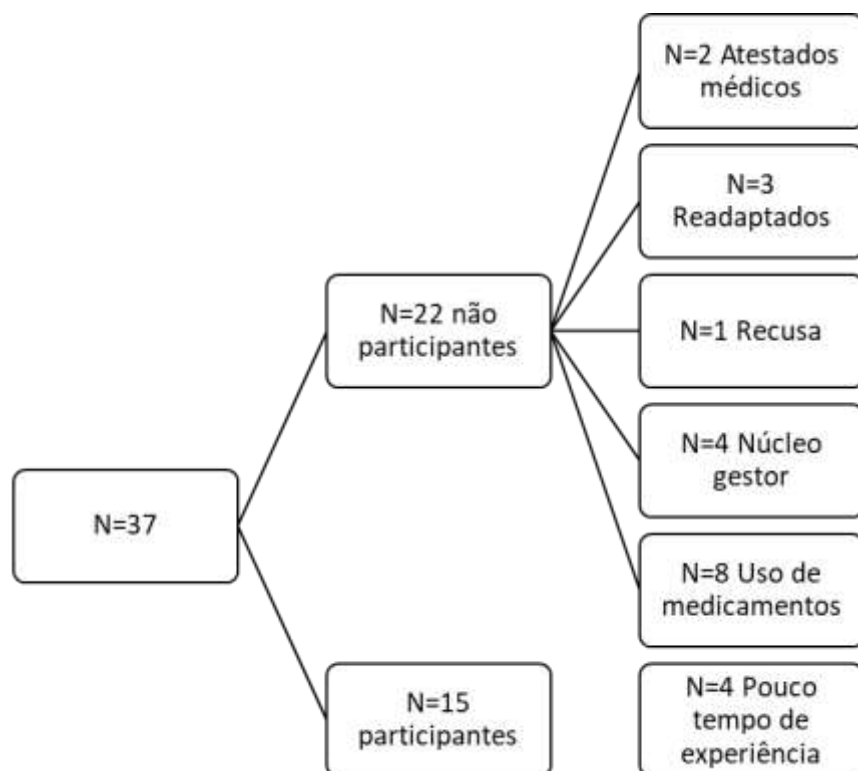 N=37
N=22 não
participantes
N=2 Atestados
médicos
N=3
Readaptados
N=1 Recusa
N=4 Núcleo
gestor
N=8 Uso de
medicamentos
N=4 Pouco
tempo de
experiência
N=15
participantes